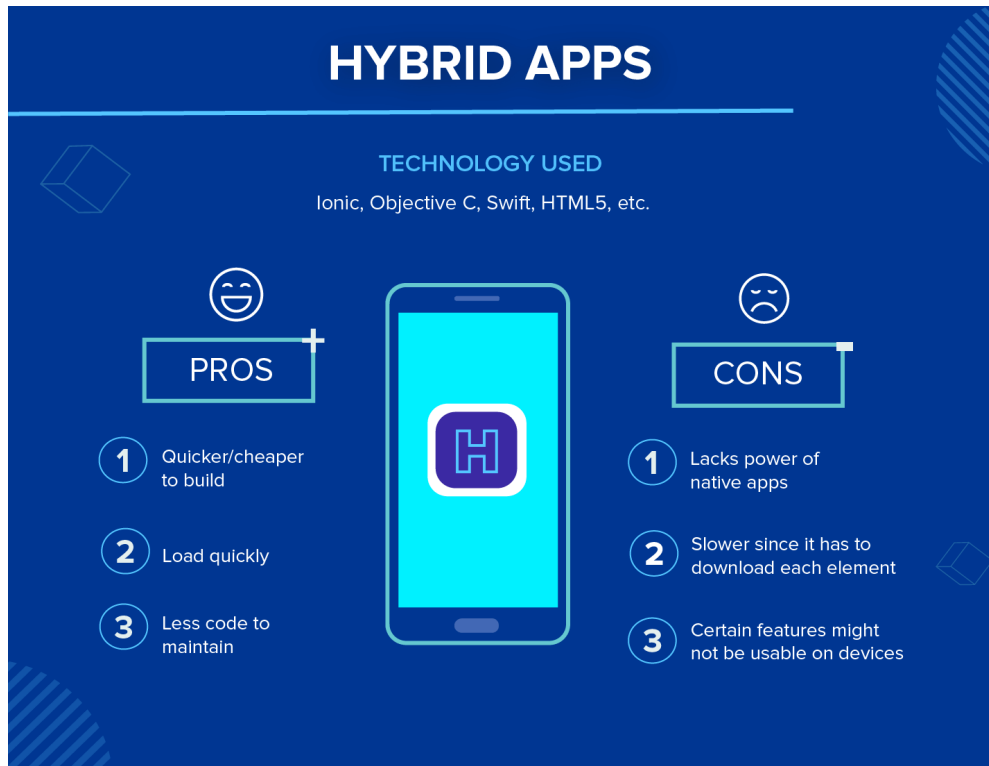 HYBRID APPS
TECHNOLOGY USED
Ionic, Objective C, Swift, HTML5, etc.
PROS
1
Quicker/cheaper
to build
2
Load quickly
3
Less code to
maintain
H
CONS
1
Lacks power of
native apps
2
Slower since it has to
download each element
3
Certain features might
not be usable on devices